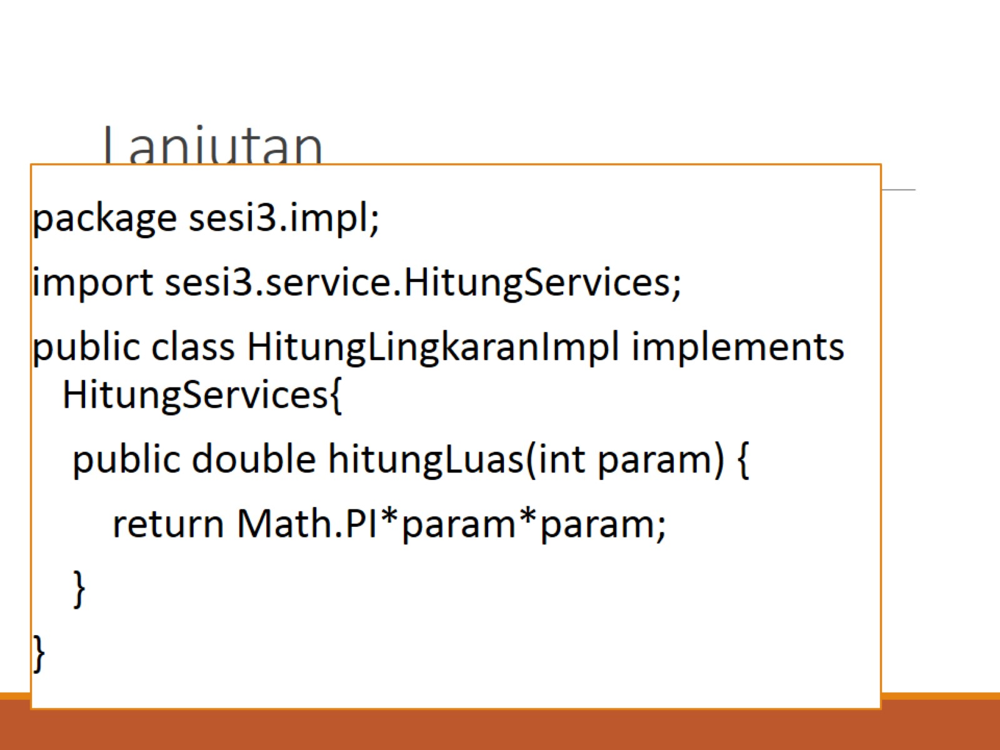 Lanjutan
package sesi3.impl;
import sesi3.service.HitungServices;
public class HitungLingkaranImpl implements
HitungServices{
public double hitungLuas(int param) {
return Math.PI*param*param;
}
}